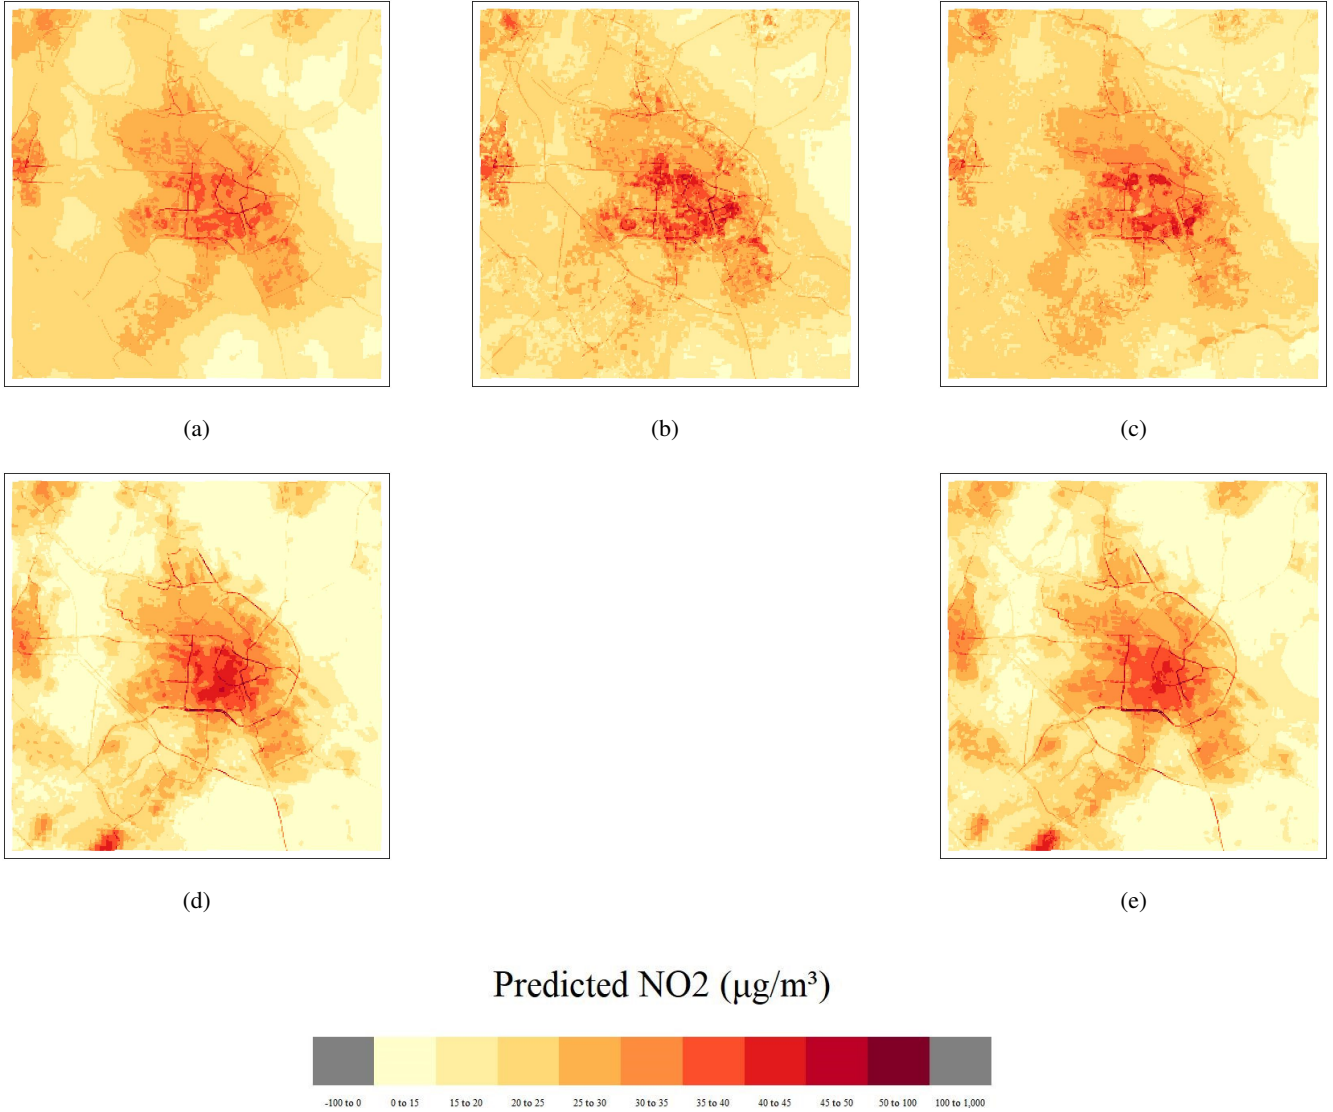 (a)
(b)
(c)
(d)
(e)
Predicted NO2 (μg/m³)
-100 to 0 0 to 15 15 to 20 20 to 25 25 to 30 30 to 35 35 to 40 40 to 45 45 to 50 50 to 100 100 to 1,000